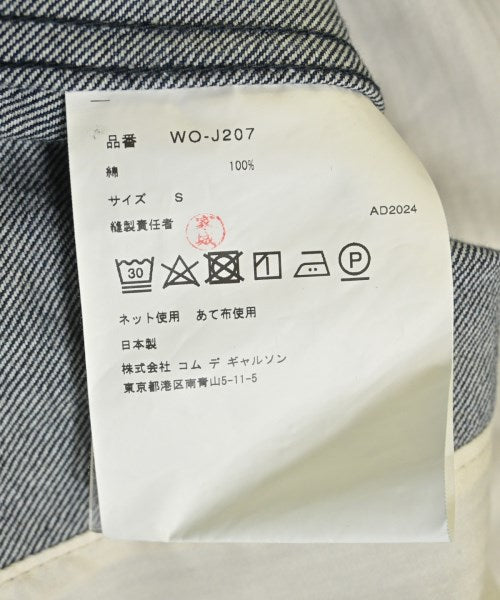 品番 WO-J207
綿 100%
サイズ S
AD2024
縫製責任者
30 P
ネット使用 あて布使用
日本製
株式会社 コム デ ギャルソン
東京都港区南青山5-11-5